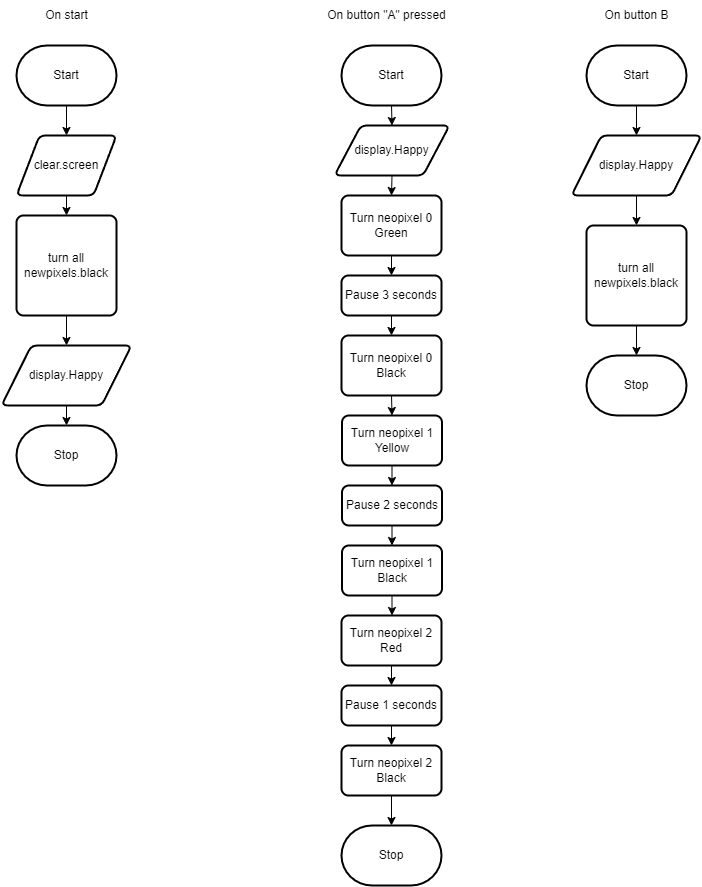 On start
Start
clear.screen
turn all
newpixels.black
display.Happy
Stop
On button "A" pressed
Start
display.Happy
Turn neopixel 0
Green
Pause 3 seconds
Turn neopixel 0
Black
Turn neopixel 1
Yellow
Pause 2 seconds
Turn neopixel 1
Black
Turn neopixel 2
Red
Pause 1 seconds
Turn neopixel 2
Black
Stop
On button B
Start
display.Happy
turn all
newpixels.black
Stop